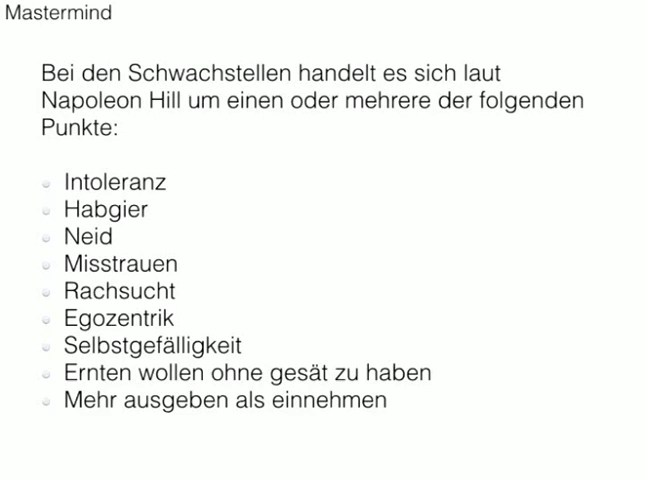 Mastermind
Bei den Schwachstellen handelt es sich laut
Napoleon Hill um einen oder mehrere der folgenden
Punkte:
Intoleranz
Habgier
Neid
Misstrauen
Rachsucht
Egozentrik
Selbstgefälligkeit
Ernten wollen ohne gesät zu haben
Mehr ausgeben als einnehmen